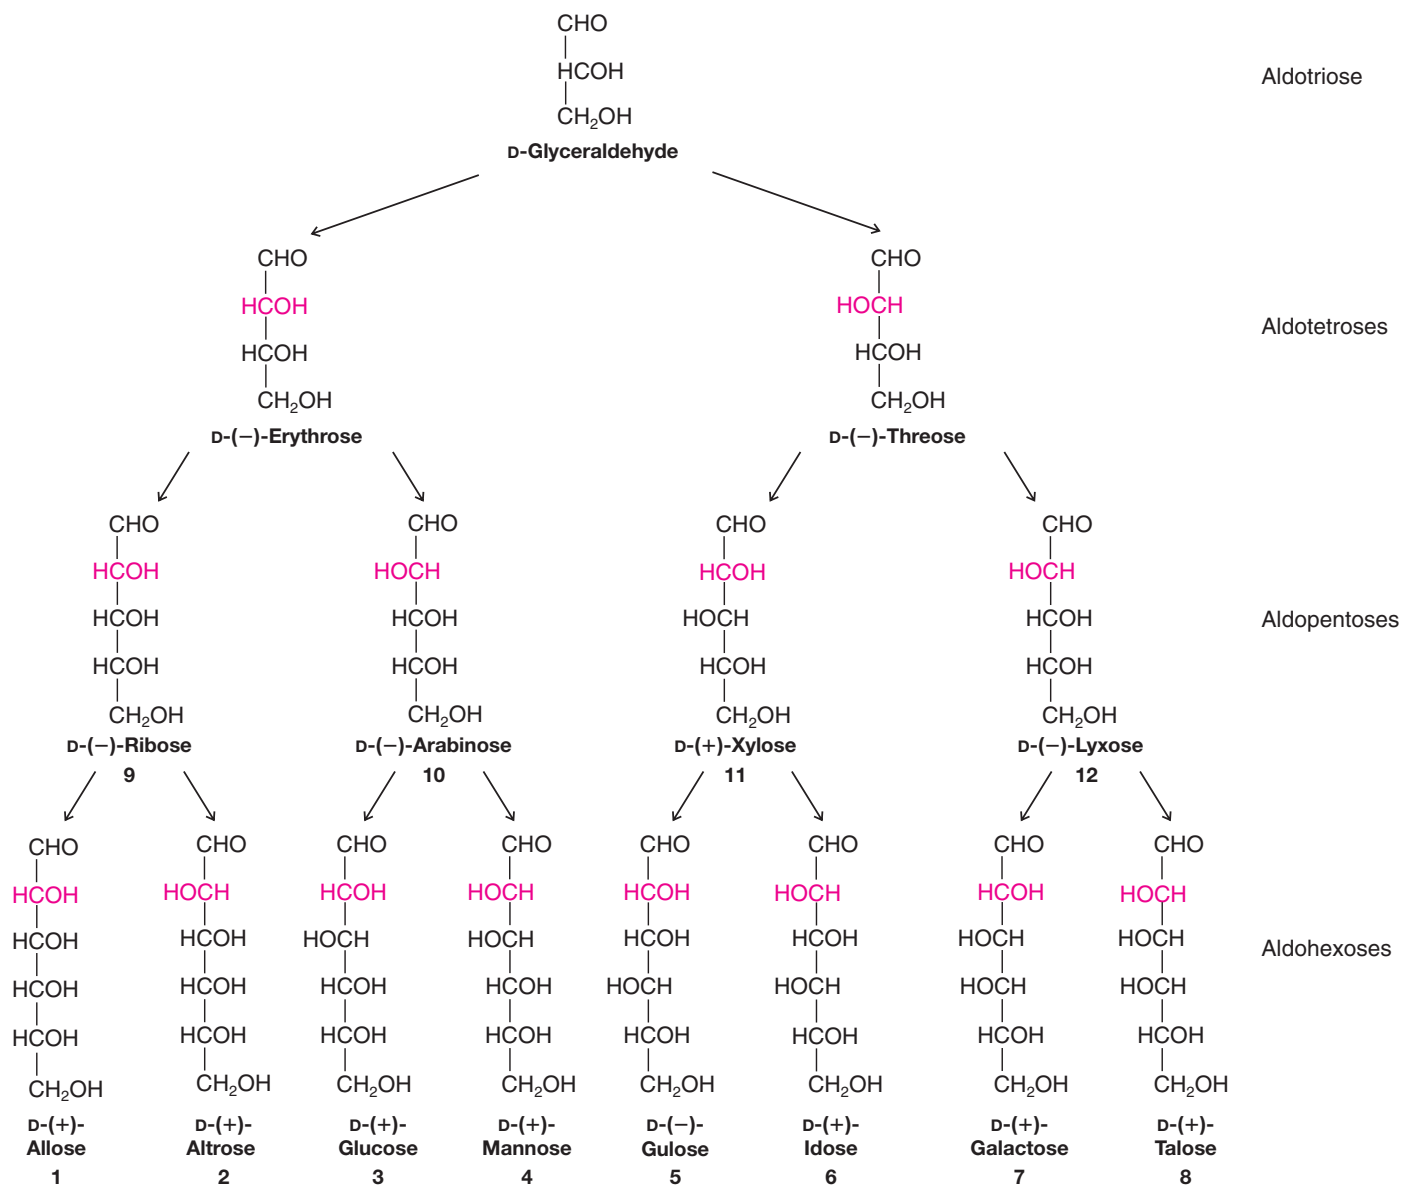 CHO
HCOH
CH₂OH
D-Glyceraldehyde
Aldotriose
CHO
HCOH
HCOH
CH₂OH
D-(−)-Erythrose
CHO
HOCH
HCOH
CH₂OH
D-(−)-Threose
Aldotetroses
CHO
HCOH
HCOH
HCOH
CH₂OH
D-(−)-Ribose
9
CHO
HOCH
HCOH
HCOH
CH₂OH
D-(−)-Arabinose
10
CHO
HCOH
HOCH
HCOH
CH₂OH
D-(+)-Xylose
11
CHO
HOCH
HCOH
HCOH
CH₂OH
D-(−)-Lyxose
12
Aldopentoses
CHO
HCOH
HCOH
HCOH
HCOH
CH₂OH
D-(+)-
Allose
1
CHO
HOCH
HCOH
HCOH
HCOH
CH₂OH
D-(+)-
Altrose
2
CHO
HCOH
HOCH
HCOH
HCOH
CH₂OH
D-(+)-
Glucose
3
CHO
HOCH
HOCH
HCOH
HCOH
CH₂OH
D-(+)-
Mannose
4
CHO
HCOH
HCOH
HOCH
HCOH
CH₂OH
D-(−)-
Gulose
5
CHO
HOCH
HCOH
HOCH
HCOH
CH₂OH
D-(+)-
Idose
6
CHO
HCOH
HOCH
HOCH
HCOH
CH₂OH
D-(+)-
Galactose
7
CHO
HOCH
HOCH
HOCH
HCOH
CH₂OH
D-(+)-
Talose
8
Aldohexoses